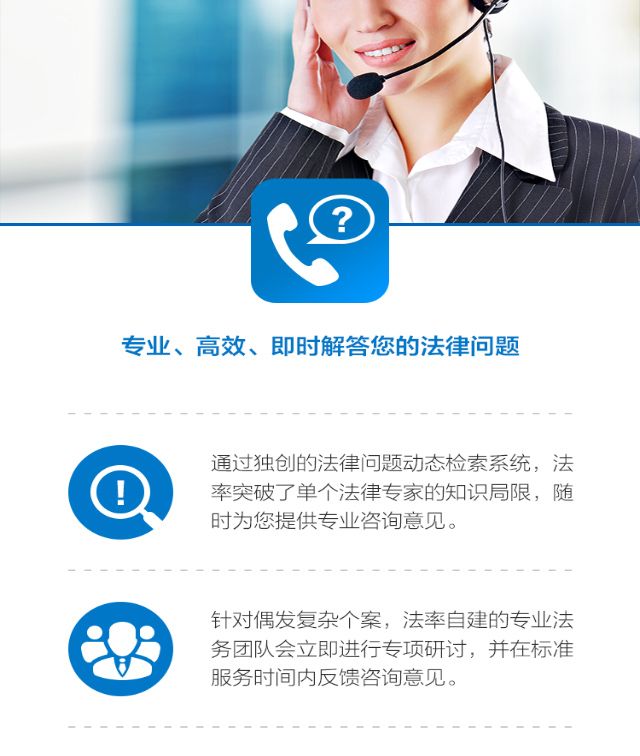 ?
专业、高效、即时解答您的法律问题
通过独创的法律问题动态检索系统，法
率突破了单个法律专家的知识局限，随
时为您提供专业咨询意见。
!
针对偶发复杂个案，法率自建的专业法
务团队会立即进行专项研讨，并在标准
服务时间内反馈咨询意见。